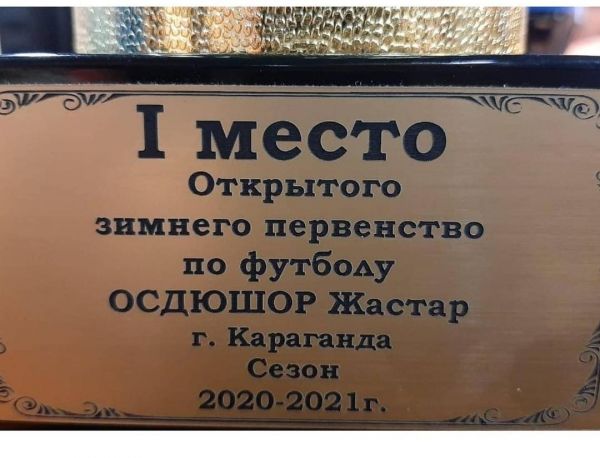 I место
Открытого
зимнего первенство
по футболу
ОСДЮШОР Жастар
г. Караганда
Сезон
2020-2021г.